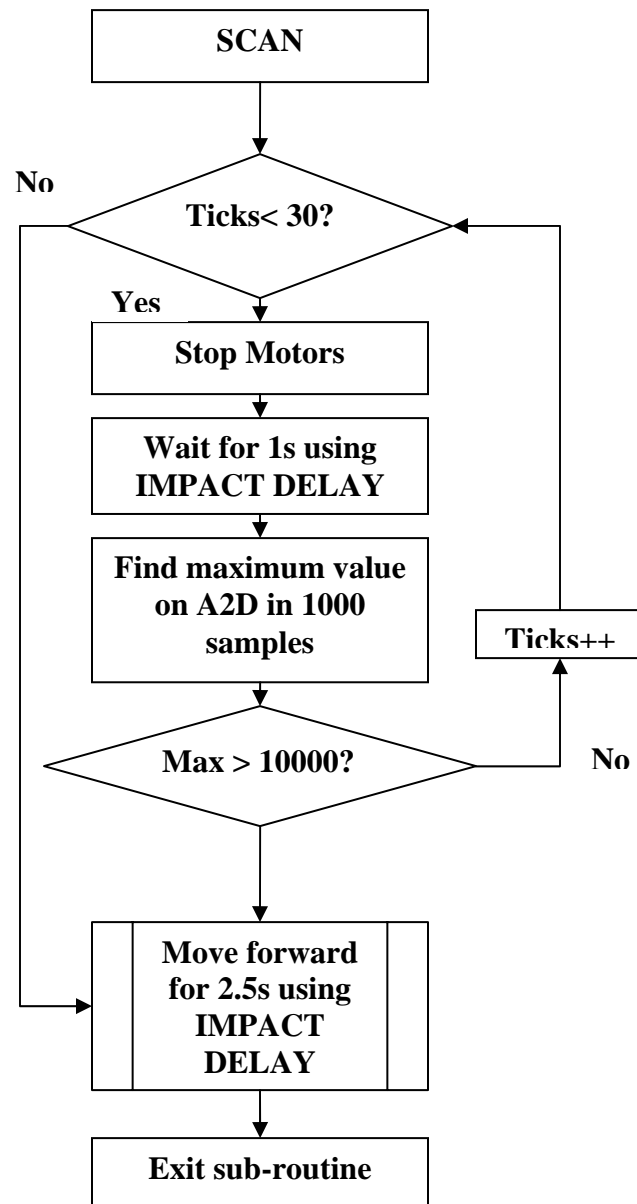 SCAN
No
Ticks< 30?
Yes
Stop Motors
Wait for 1s using
IMPACT DELAY
Find maximum value
on A2D in 1000
samples
Ticks++
Max > 10000?
No
Move forward
for 2.5s using
IMPACT
DELAY
Exit sub-routine